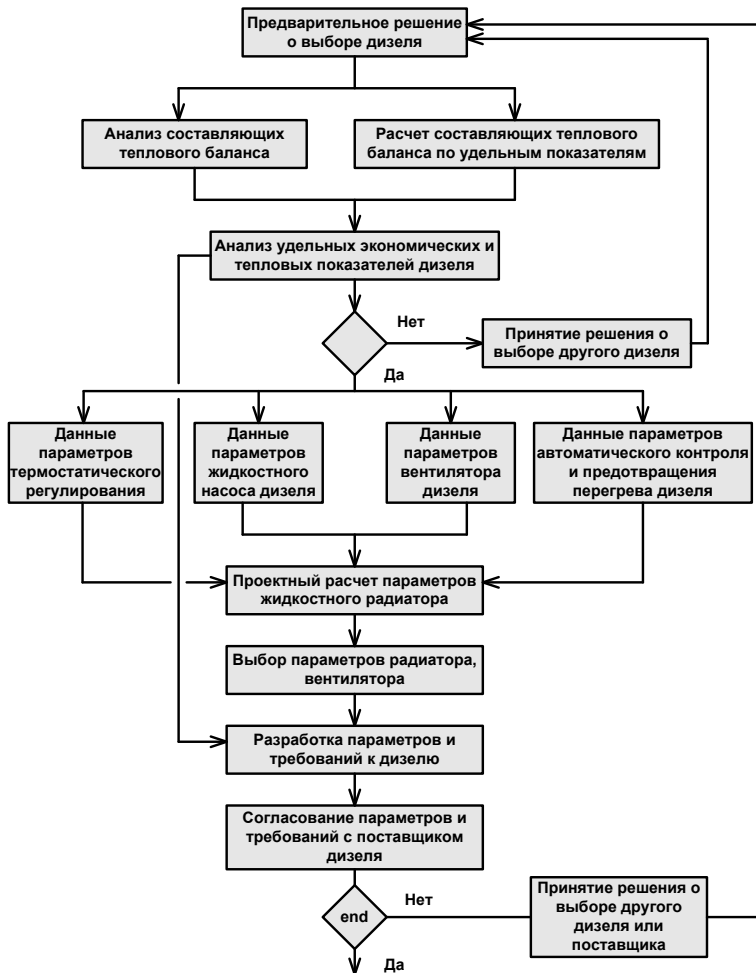 Предварительное решение
о выборе дизеля
Анализ составляющих
теплового баланса
Расчет составляющих теплового
баланса по удельным показателям
Анализ удельных экономических и
тепловых показателей дизеля
Нет
Принятие решения о
выборе другого дизеля
Да
Данные
параметров
термостатического
регулирования
Данные
параметров
жидкостного
насоса дизеля
Данные
параметров
вентилятора
дизеля
Данные параметров
автоматического контроля
и предотвращения
перегрева дизеля
Проектный расчет параметров
жидкостного радиатора
Выбор параметров радиатора,
вентилятора
Разработка параметров и
требований к дизелю
Согласование параметров и
требований с поставщиком
дизеля
end
Нет
Принятие решения о
выборе другого
дизеля или
поставщика
Да